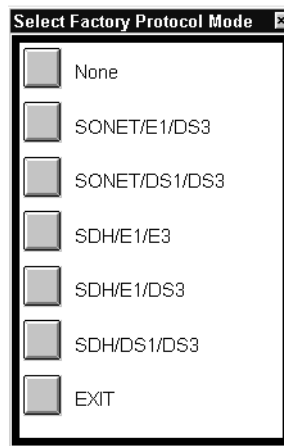 Select Factory Protocol Mode
None
SONET/E1/DS3
SONET/DS1/DS3
SDH/E1/E3
SDH/E1/DS3
SDH/DS1/DS3
EXIT